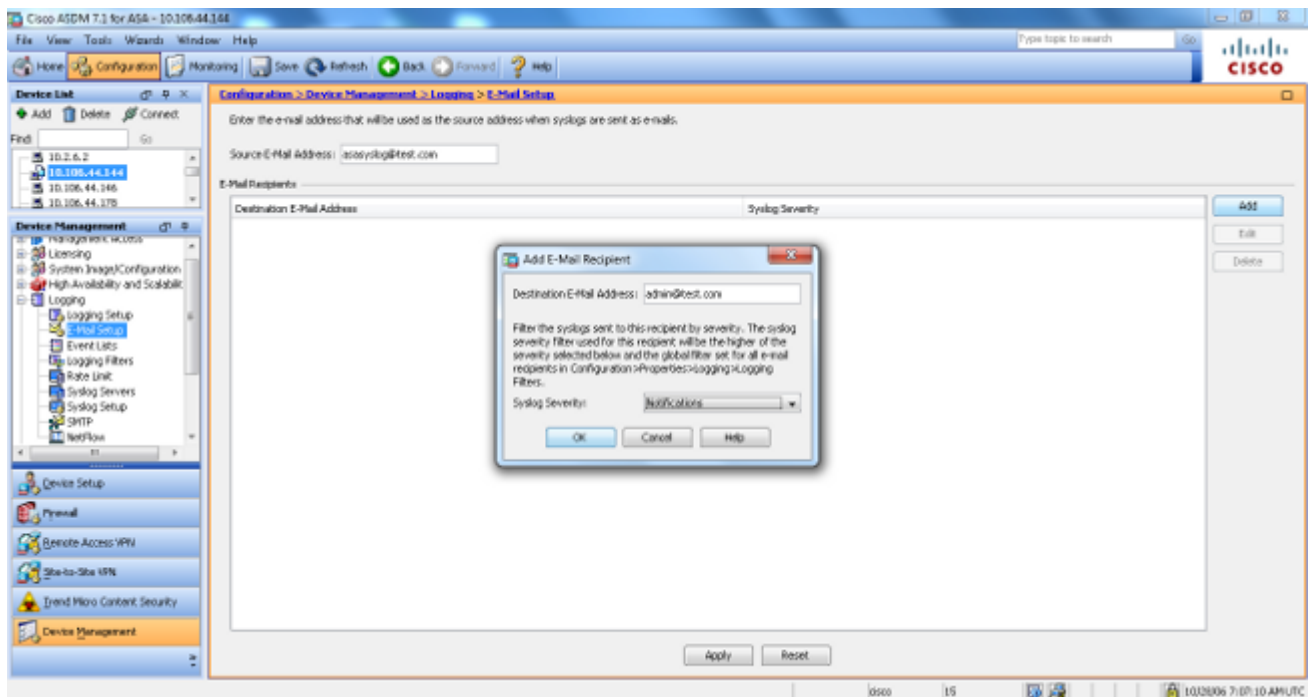 Cisco ASDM 7.1 for ASA - 10.106.44.144
File View Tools Wizards Window Help
Type topic to search
Go
Home Configuration Monitoring Save Refresh Back Forward Help
CISCO
Device List
Add Delete Connect
Find:
Go
10.2.6.2
10.106.44.144
10.106.44.146
10.106.44.178
Device Management
Management Access
Licensing
System Image/Configuration
High Availability and Scalabilit
Logging
Logging Setup
E-Mail Setup
Event Lists
Logging Filters
Rate Limit
Syslog Servers
Syslog Setup
SMTP
NetFlow
Device Setup
Firewall
Remote Access VPN
Site-to-Site VPN
Trend Micro Content Security
Device Management
Configuration > Device Management > Logging > E-Mail Setup
Enter the e-mail address that will be used as the source address when syslogs are sent as e-mails.
Source E-Mail Address: asasyslog@test.com
E-Mail Recipients
Destination E-Mail Address
Syslog Severity
Add
Edit
Delete
Add E-Mail Recipient
Destination E-Mail Address: admin@test.com
Filter the syslogs sent to this recipient by severity. The syslog
severity filter used for this recipient will be the higher of the
severity selected below and the global filter set for all e-mail
recipients in Configuration>Properties>Logging>Logging
Filters.
Syslog Severity: Notifications
OK Cancel Help
Apply Reset
cisco
15